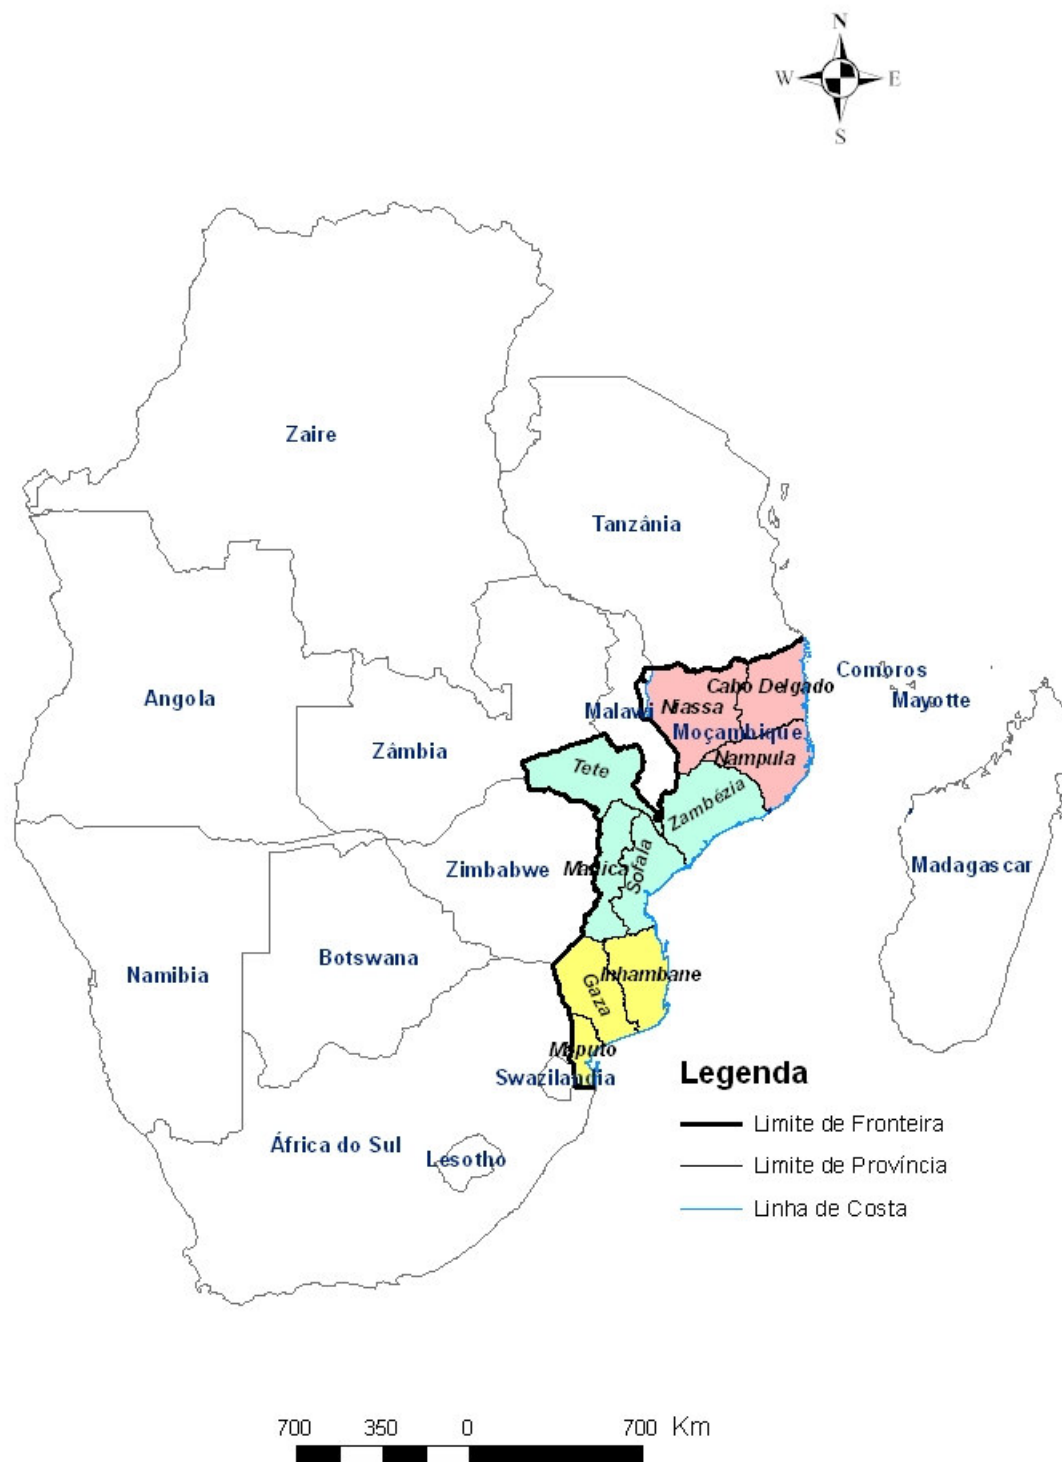 N
W E
S
Zaire
Tanzânia
Comoros
Cabo Delgado
Angola
Mayotte
Malawi
Niassa
Moçambique
Zâmbia
Nampula
Tete
Zambézia
Madagascar
Zimbabwe
Manica
Sofala
Botswana
Namibia
Inhambane
Gaza
Maputo
Swazilandia
Legenda
Limite de Fronteira
África do Sul
Lesotho
Limite de Província
Linha de Costa
700 350 0 700 Km